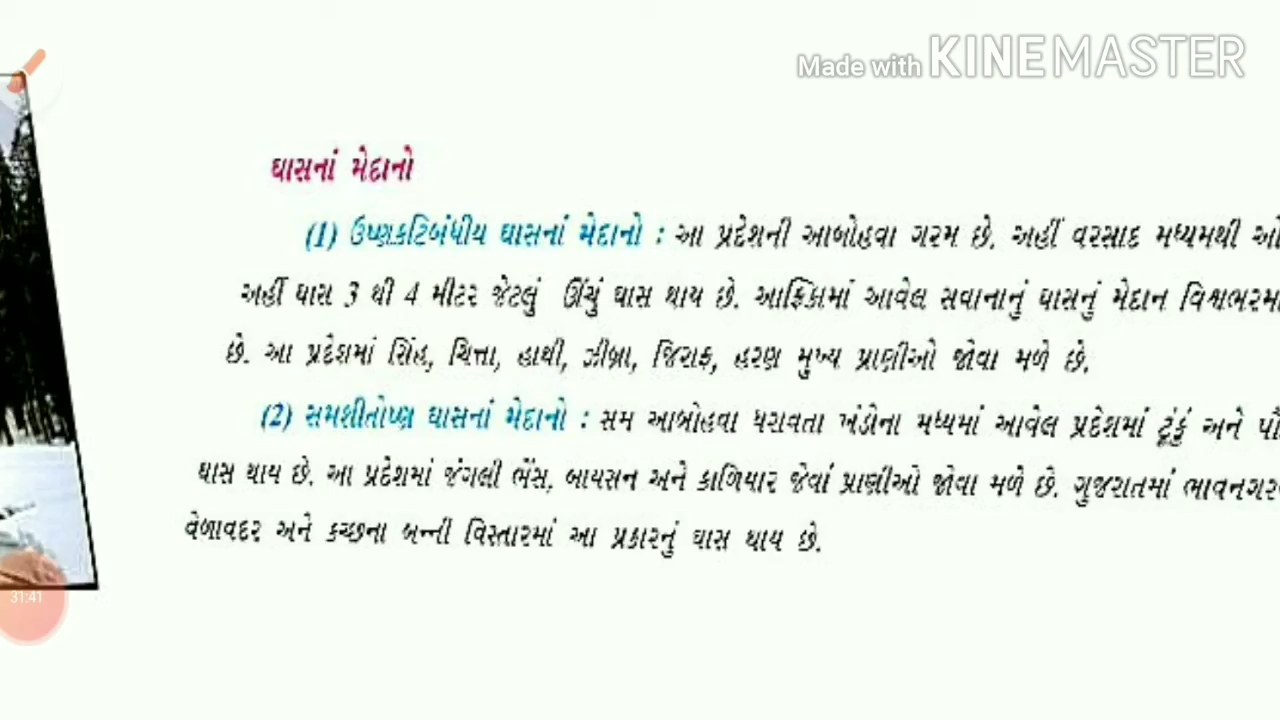 Made with KINEMASTER
ઘાસનાં મેદાનો
(1) ઉષ્ણકટિબંધીય ઘાસનાં મેદાનો : આ પ્રદેશની આબોહવા ગરમ છે. અહીં વરસાદ મધ્યમથી
અહીં ઘાસ 3 થી 4 મીટર જેટલું ઊંચું ઘાસ થાય છે. આફ્રિકામાં આવેલ સવાનાનું ઘાસનું મેદાન
છે. આ પ્રદેશમાં સિંહ, ચિત્તા, હાથી, ઝીબ્રા, જિરાફ, હરણ મુખ્ય પ્રાણીઓ જોવા મળે છે.
(2) સમશીતોષ્ણ ઘાસનાં મેદાનો : સમ આબોહવા ધરાવતા ખંડોના મધ્યમાં આવેલ પ્રદેશમાં ટૂંકું અને
ઘાસ થાય છે. આ પ્રદેશમાં જંગલી ભેંસ, બાયસન અને કાળિયાર જેવાં પ્રાણીઓ જોવા મળે છે. ગુજરાતમાં
વેળાવદર અને કચ્છના બન્ની વિસ્તારમાં આ પ્રકારનું ઘાસ થાય છે.
31:41